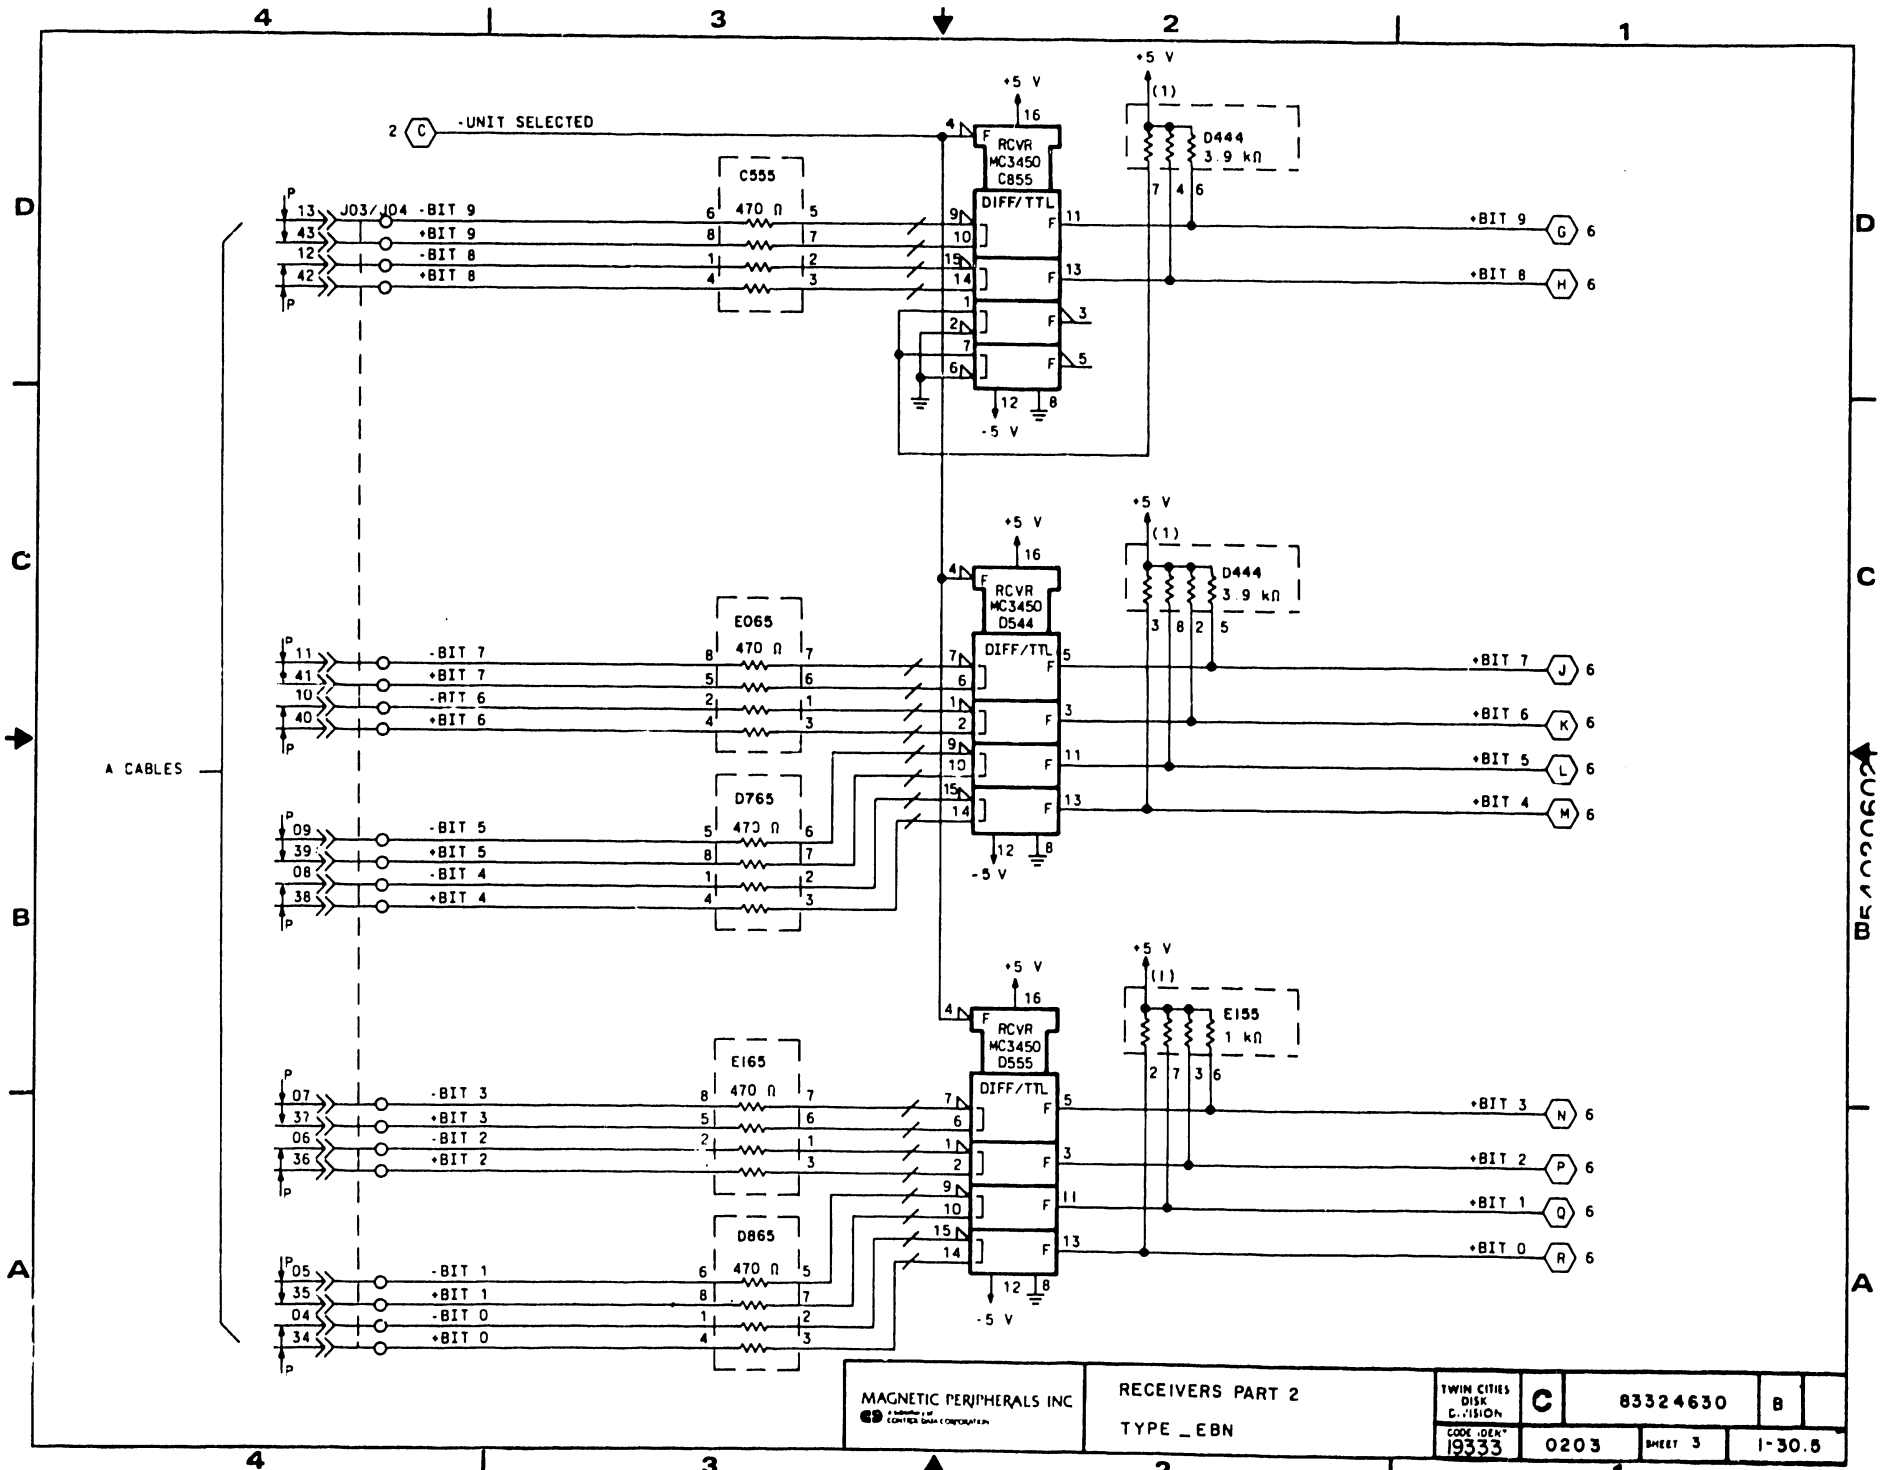 4 3 2 1
+5 V
+5 V
(1)
16
2 C -UNIT SELECTED
4 F
RCVR
MC3450
C855
D444
3.9 kΩ
7 4 6
D D
C555
470 Ω
DIFF/TTL
P
13 J03/J04 -BIT 9 6 5 9 F 11 +BIT 9 G 6
43 +BIT 9 8 7 10
12 -BIT 8 1 2 15 F 13 +BIT 8 H 6
42 +BIT 8 4 3 14
P
1 F 3
2
7 F 5
6
12 8
-5 V
+5 V
+5 V
(1)
16
C C
4 F
RCVR
MC3450
D544
D444
3.9 kΩ
3 8 2 5
E065
470 Ω
DIFF/TTL
P
11 -BIT 7 8 7 7 F 5 +BIT 7 J 6
41 +BIT 7 5 6 6
10 -BIT 6 2 1 1 F 3 +BIT 6 K 6
40 +BIT 6 4 3 2
P
9 F 11 +BIT 5 L 6
10
A CABLES
15 F 13 +BIT 4 M 6
14
D765
470 Ω
12 8
-5 V
P
09 -BIT 5 5 6
39 +BIT 5 8 7
08 -BIT 4 1 2
38 +BIT 4 4 3
P
B B
+5 V
+5 V
(1)
16
4 F
RCVR
MC3450
D555
E155
1 kΩ
2 7 3 6
E165
470 Ω
DIFF/TTL
P
07 -BIT 3 8 7 7 F 5 +BIT 3 N 6
37 +BIT 3 5 6 6
06 -BIT 2 2 1 1 F 3 +BIT 2 P 6
36 +BIT 2 3 2
P
9 F 11 +BIT 1 Q 6
10
15 F 13 +BIT 0 R 6
14
D865
470 Ω
12 8
-5 V
A A
P
05 -BIT 1 6 5
35 +BIT 1 8 7
04 -BIT 0 1 2
34 +BIT 0 4 3
P
MAGNETIC PERIPHERALS INC
a subsidiary of
CONTROL DATA CORPORATION
RECEIVERS PART 2
TYPE _EBN
TWIN CITIES
DISK
DIVISION
C 83324630 B
CODE IDENT
19333
0203 SHEET 3 1-30.5
4 3 2 1